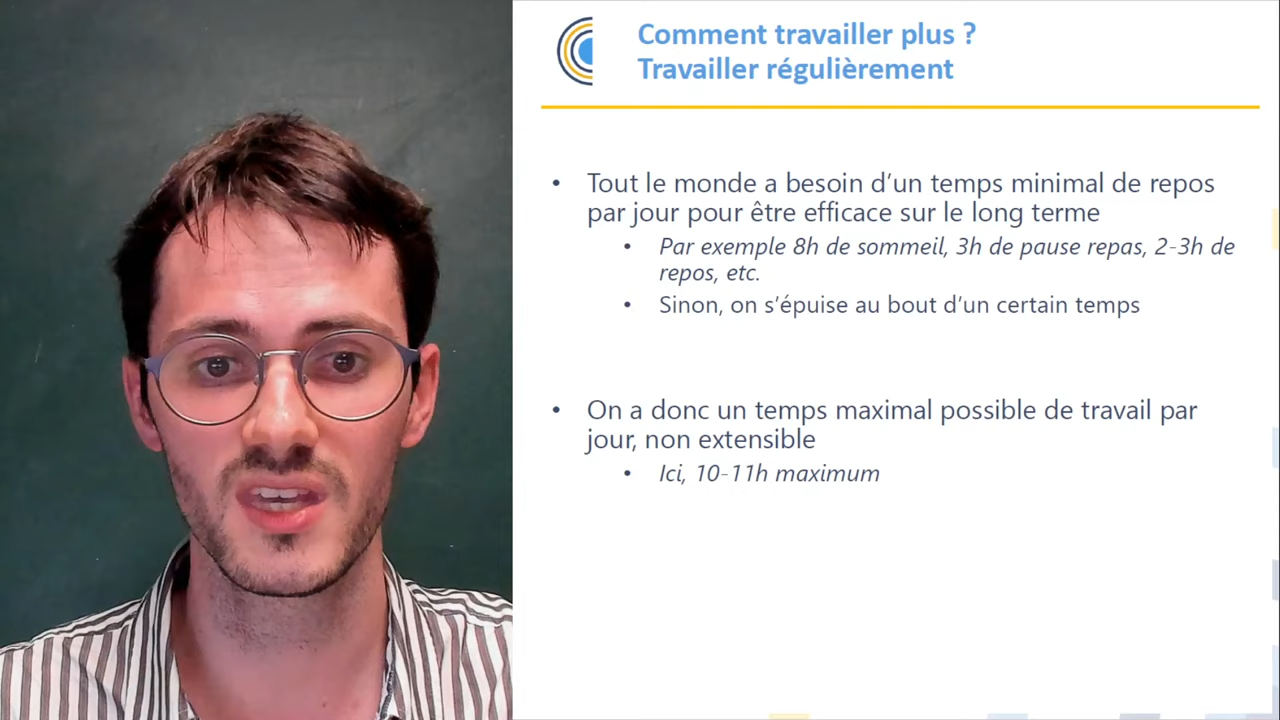 Comment travailler plus ?
Travailler régulièrement
• Tout le monde a besoin d’un temps minimal de repos
par jour pour être efficace sur le long terme
• Par exemple 8h de sommeil, 3h de pause repas, 2-3h de
repos, etc.
• Sinon, on s’épuise au bout d’un certain temps
• On a donc un temps maximal possible de travail par
jour, non extensible
• Ici, 10-11h maximum